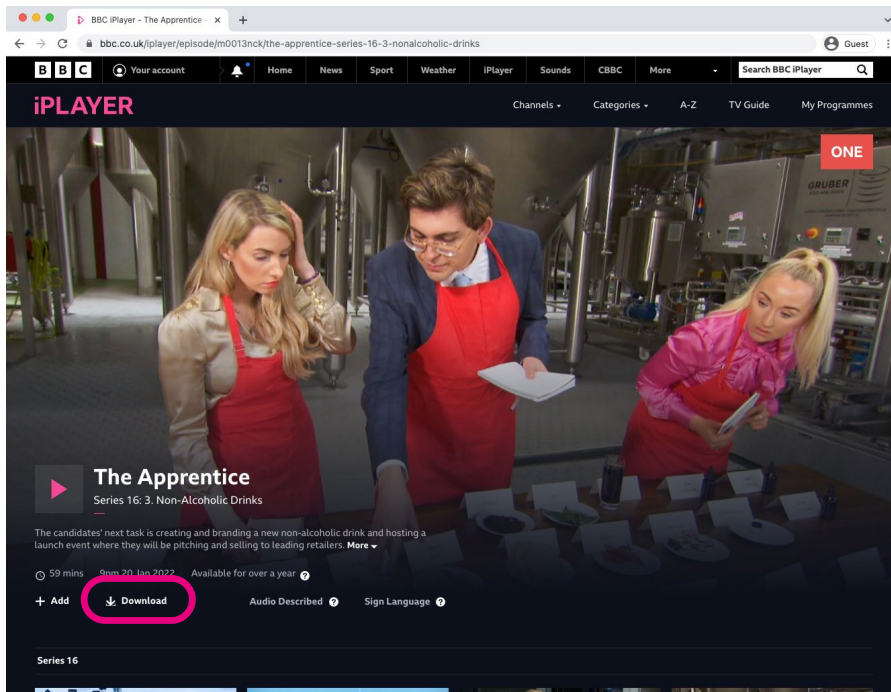 BBC iPlayer - The Apprentice -
bbc.co.uk/iplayer/episode/m0013nck/the-apprentice-series-16-3-nonalcoholic-drinks
Guest
BBC Your account Home News Sport Weather iPlayer Sounds CBBC More Search BBC iPlayer
iPLAYER Channels Categories A-Z TV Guide My Programmes
ONE
GRUBER
The Apprentice
Series 16: 3. Non-Alcoholic Drinks
The candidates' next task is creating and branding a new non-alcoholic drink and hosting a
launch event where they will be pitching and selling to leading retailers. More
59 mins 9pm 20 Jan 2022 Available for over a year ?
+ Add Download Audio Described ? Sign Language ?
Series 16